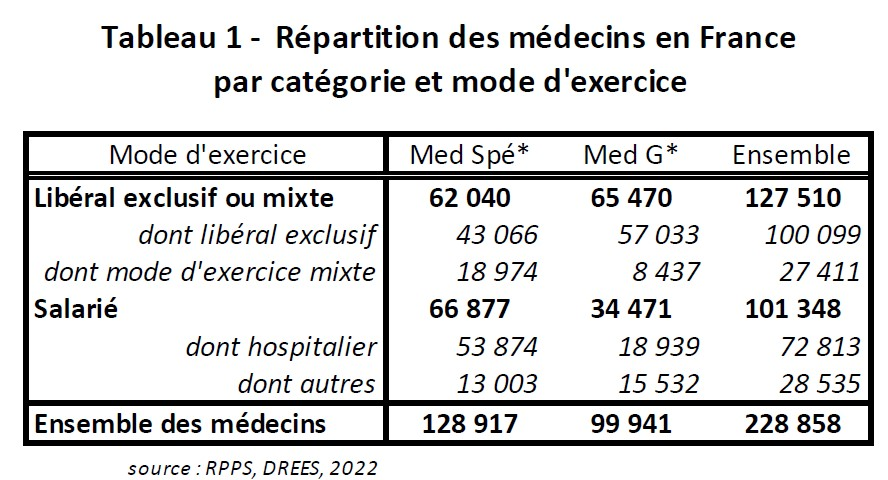 Tableau 1 - Répartition des médecins en France
par catégorie et mode d'exercice
Mode d'exercice Med Spé* Med G* Ensemble
Libéral exclusif ou mixte 62 040 65 470 127 510
dont libéral exclusif 43 066 57 033 100 099
dont mode d'exercice mixte 18 974 8 437 27 411
Salarié 66 877 34 471 101 348
dont hospitalier 53 874 18 939 72 813
dont autres 13 003 15 532 28 535
Ensemble des médecins 128 917 99 941 228 858
source : RPPS, DREES, 2022